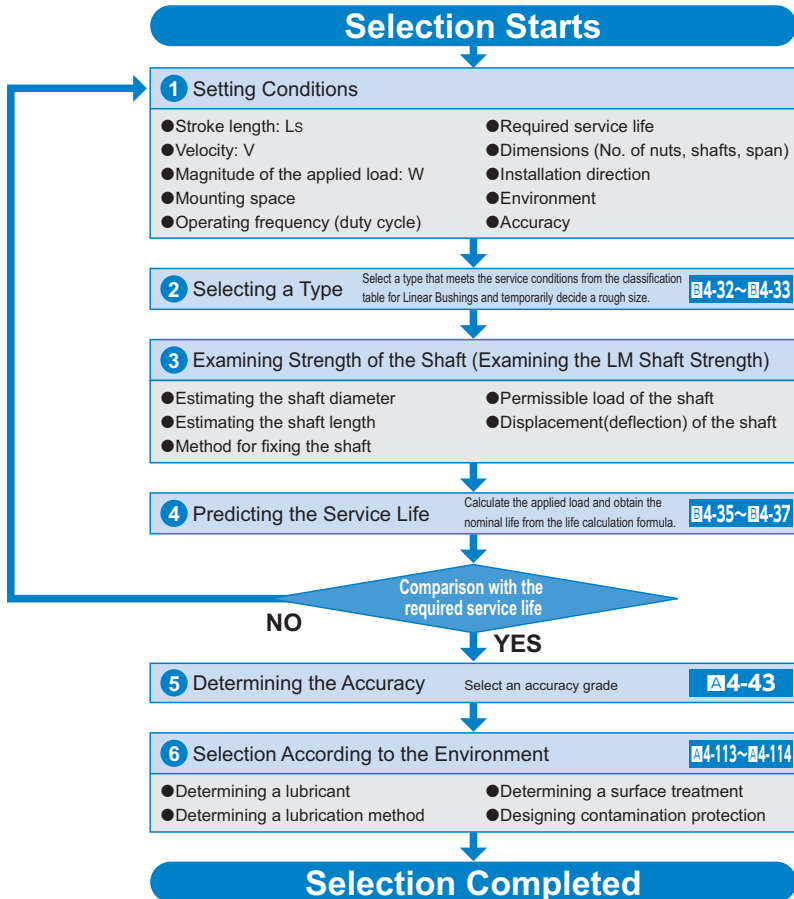 Selection Starts
1 Setting Conditions
●Stroke length: LS
●Velocity: V
●Magnitude of the applied load: W
●Mounting space
●Operating frequency (duty cycle)
●Required service life
●Dimensions (No. of nuts, shafts, span)
●Installation direction
●Environment
●Accuracy
2 Selecting a Type
Select a type that meets the service conditions from the classification
table for Linear Bushings and temporarily decide a rough size.
B4-32~B4-33
3 Examining Strength of the Shaft (Examining the LM Shaft Strength)
●Estimating the shaft diameter
●Estimating the shaft length
●Method for fixing the shaft
●Permissible load of the shaft
●Displacement(deflection) of the shaft
4 Predicting the Service Life
Calculate the applied load and obtain the
nominal life from the life calculation formula.
B4-35~B4-37
Comparison with the
required service life
NO
YES
5 Determining the Accuracy
Select an accuracy grade
A4-43
6 Selection According to the Environment
A4-113~A4-114
●Determining a lubricant
●Determining a lubrication method
●Determining a surface treatment
●Designing contamination protection
Selection Completed